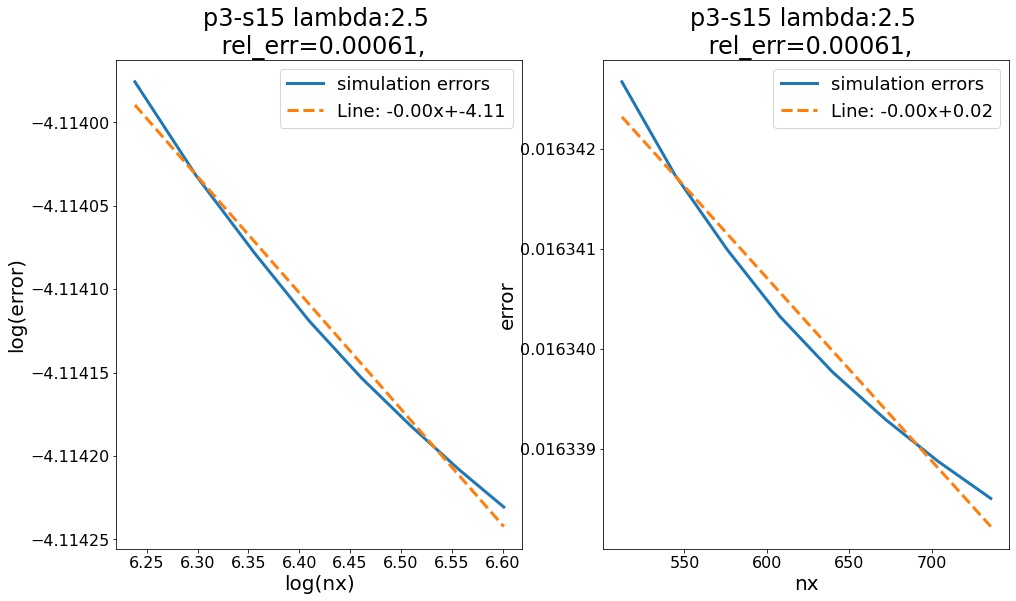 p3-s15 lambda:2.5
rel_err=0.00061,
simulation errors
Line: -0.00x+-4.11
−4.11400
−4.11405
−4.11410
−4.11415
−4.11420
−4.11425
log(error)
6.25 6.30 6.35 6.40 6.45 6.50 6.55 6.60
log(nx)
p3-s15 lambda:2.5
rel_err=0.00061,
simulation errors
Line: -0.00x+0.02
0.016342
0.016341
0.016340
0.016339
error
550 600 650 700
nx